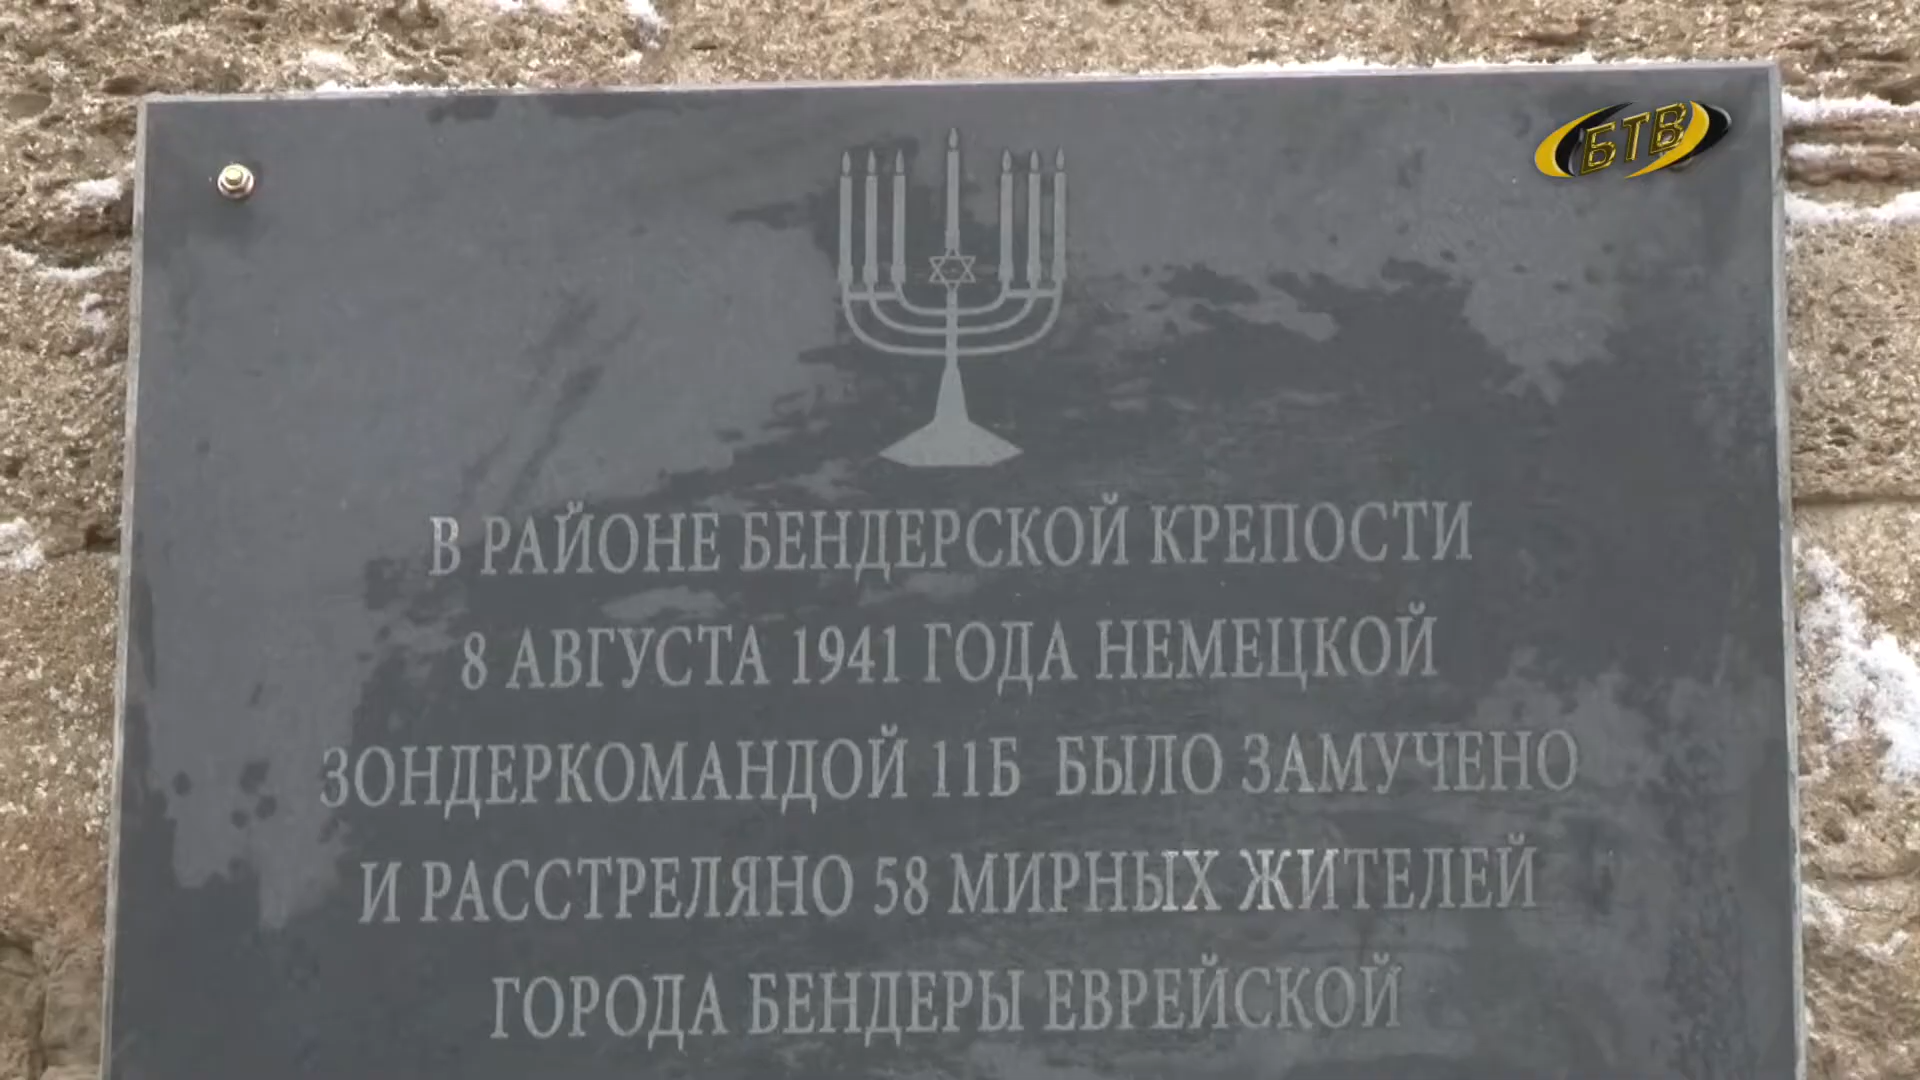 БТВ
В РАЙОНЕ БЕНДЕРСКОЙ КРЕПОСТИ
8 АВГУСТА 1941 ГОДА НЕМЕЦКОЙ
ЗОНДЕРКОМАНДОЙ 11Б БЫЛО ЗАМУЧЕНО
И РАССТРЕЛЯНО 58 МИРНЫХ ЖИТЕЛЕЙ
ГОРОДА БЕНДЕРЫ ЕВРЕЙСКОЙ